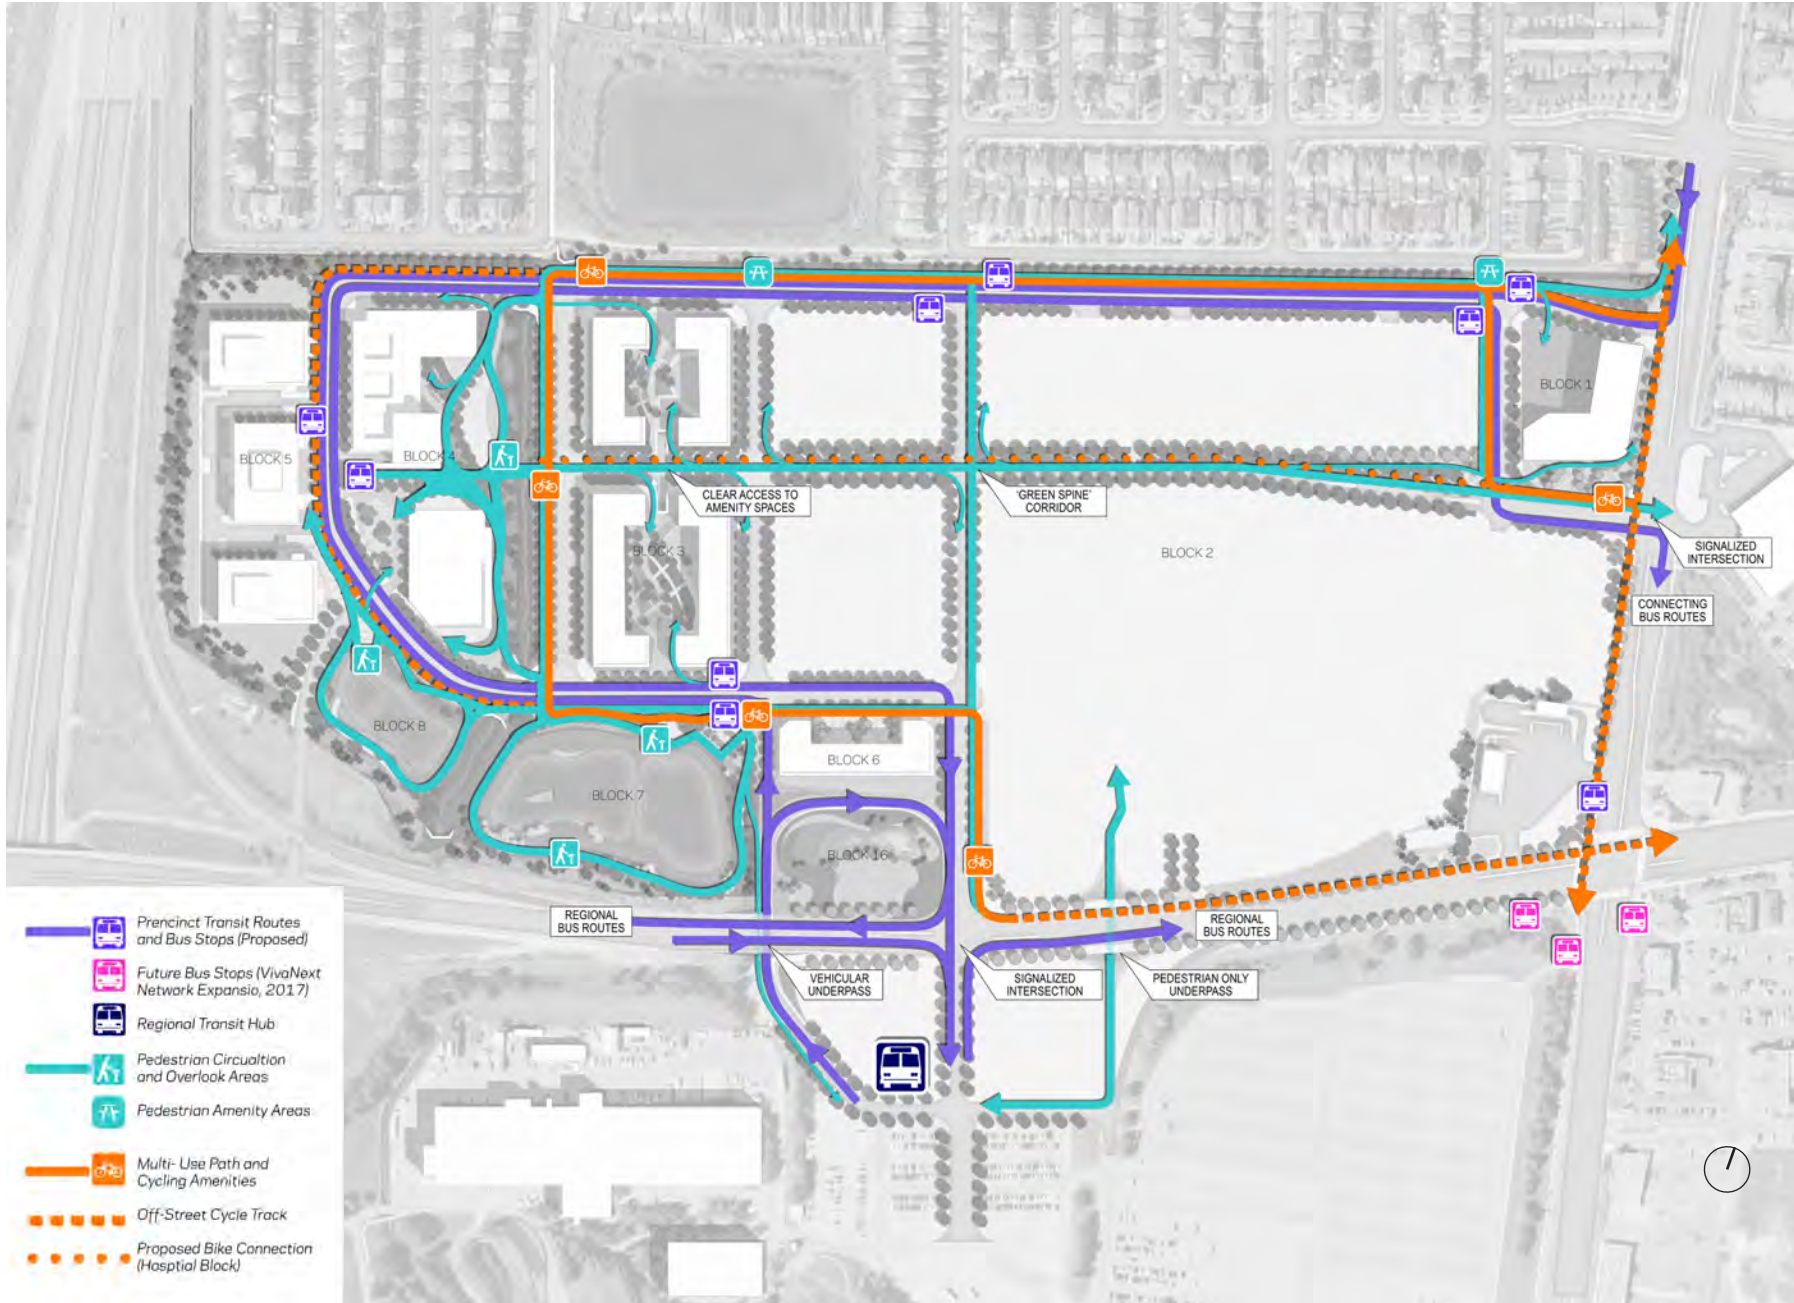 BLOCK 1
BLOCK 5
BLOCK 4
CLEAR ACCESS TO
AMENITY SPACES
'GREEN SPINE'
CORRIDOR
BLOCK 3
BLOCK 2
SIGNALIZED
INTERSECTION
CONNECTING
BUS ROUTES
BLOCK 8
BLOCK 6
BLOCK 7
BLOCK 16
REGIONAL
BUS ROUTES
REGIONAL
BUS ROUTES
VEHICULAR
UNDERPASS
SIGNALIZED
INTERSECTION
PEDESTRIAN ONLY
UNDERPASS
Prencinct Transit Routes
and Bus Stops (Proposed)
Future Bus Stops (VivaNext
Network Expansio, 2017)
Regional Transit Hub
Pedestrian Circualtion
and Overlook Areas
Pedestrian Amenity Areas
Multi- Use Path and
Cycling Amenities
Off-Street Cycle Track
Proposed Bike Connection
(Hosptial Block)